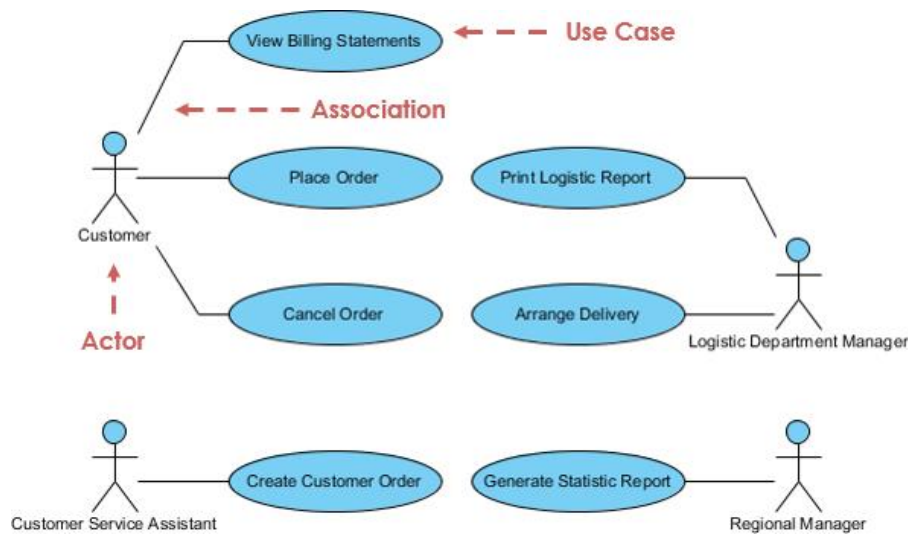 View Billing Statements
Use Case
Association
Place Order
Print Logistic Report
Customer
Cancel Order
Arrange Delivery
Actor
Logistic Department Manager
Create Customer Order
Generate Statistic Report
Customer Service Assistant
Regional Manager